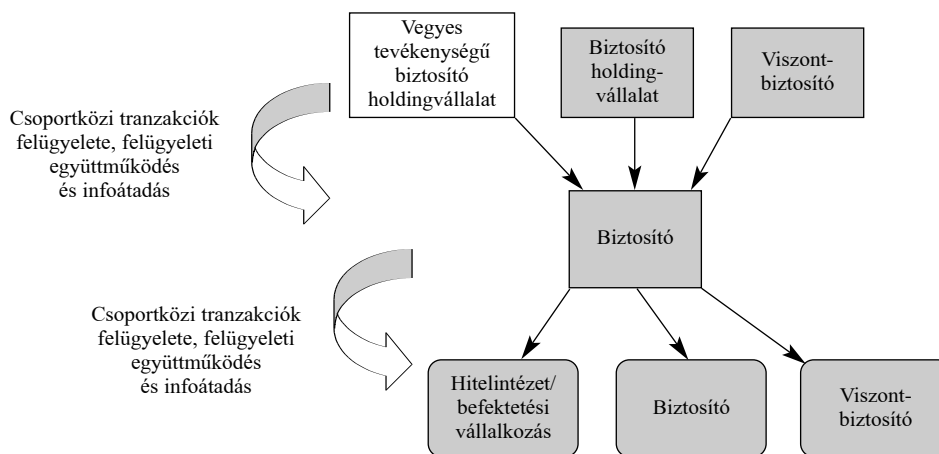 Vegyes
tevékenységű
biztosító
holdingvállalat
Biztosító
holding-
vállalat
Viszont-
biztosító
Csoportközi tranzakciók
felügyelete, felügyeleti
együttműködés
és infoátadás
Biztosító
Csoportközi tranzakciók
felügyelete, felügyeleti
együttműködés
és infoátadás
Hitelintézet/
befektetési
vállalkozás
Biztosító
Viszont-
biztosító